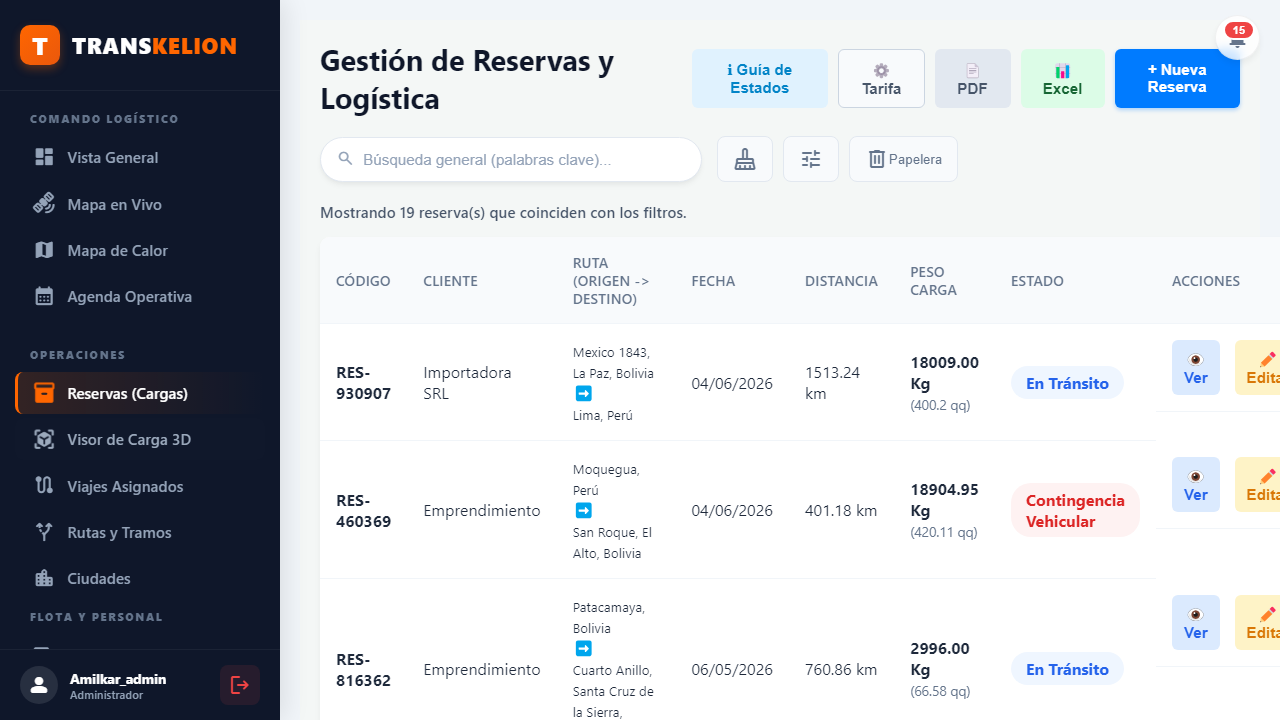 T TRANSKELION
COMANDO LOGÍSTICO
Vista General
Mapa en Vivo
Mapa de Calor
Agenda Operativa
OPERACIONES
Reservas (Cargas)
Visor de Carga 3D
Viajes Asignados
Rutas y Tramos
Ciudades
FLOTA Y PERSONAL
Amilkar_admin
Administrador
Gestión de Reservas y
Logística
ℹ Guía de
Estados
Tarifa
PDF
Excel
+ Nueva
Reserva
15
Búsqueda general (palabras clave)...
Papelera
Mostrando 19 reserva(s) que coinciden con los filtros.
CÓDIGO
CLIENTE
RUTA
(ORIGEN ->
DESTINO)
FECHA
DISTANCIA
PESO
CARGA
ESTADO
ACCIONES
RES-
930907
Importadora
SRL
Mexico 1843,
La Paz, Bolivia
➡
Lima, Perú
04/06/2026
1513.24
km
18009.00
Kg
(400.2 qq)
En Tránsito
Ver
Edita
RES-
460369
Emprendimiento
Moquegua,
Perú
➡
San Roque, El
Alto, Bolivia
04/06/2026
401.18 km
18904.95
Kg
(420.11 qq)
Contingencia
Vehicular
Ver
Edita
RES-
816362
Emprendimiento
Patacamaya,
Bolivia
➡
Cuarto Anillo,
Santa Cruz de
la Sierra,
06/05/2026
760.86 km
2996.00
Kg
(66.58 qq)
En Tránsito
Ver
Edita